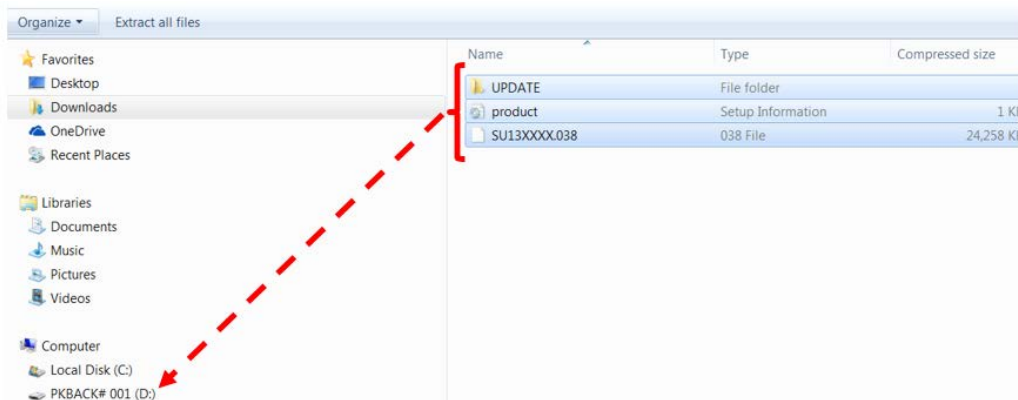 Organize Extract all files
Favorites
Desktop
Downloads
OneDrive
Recent Places
Libraries
Documents
Music
Pictures
Videos
Computer
Local Disk (C:)
PKBACK# 001 (D:)
Name Type Compressed size
UPDATE File folder
product Setup Information 1 K
SU13XXXX.038 038 File 24,258 K